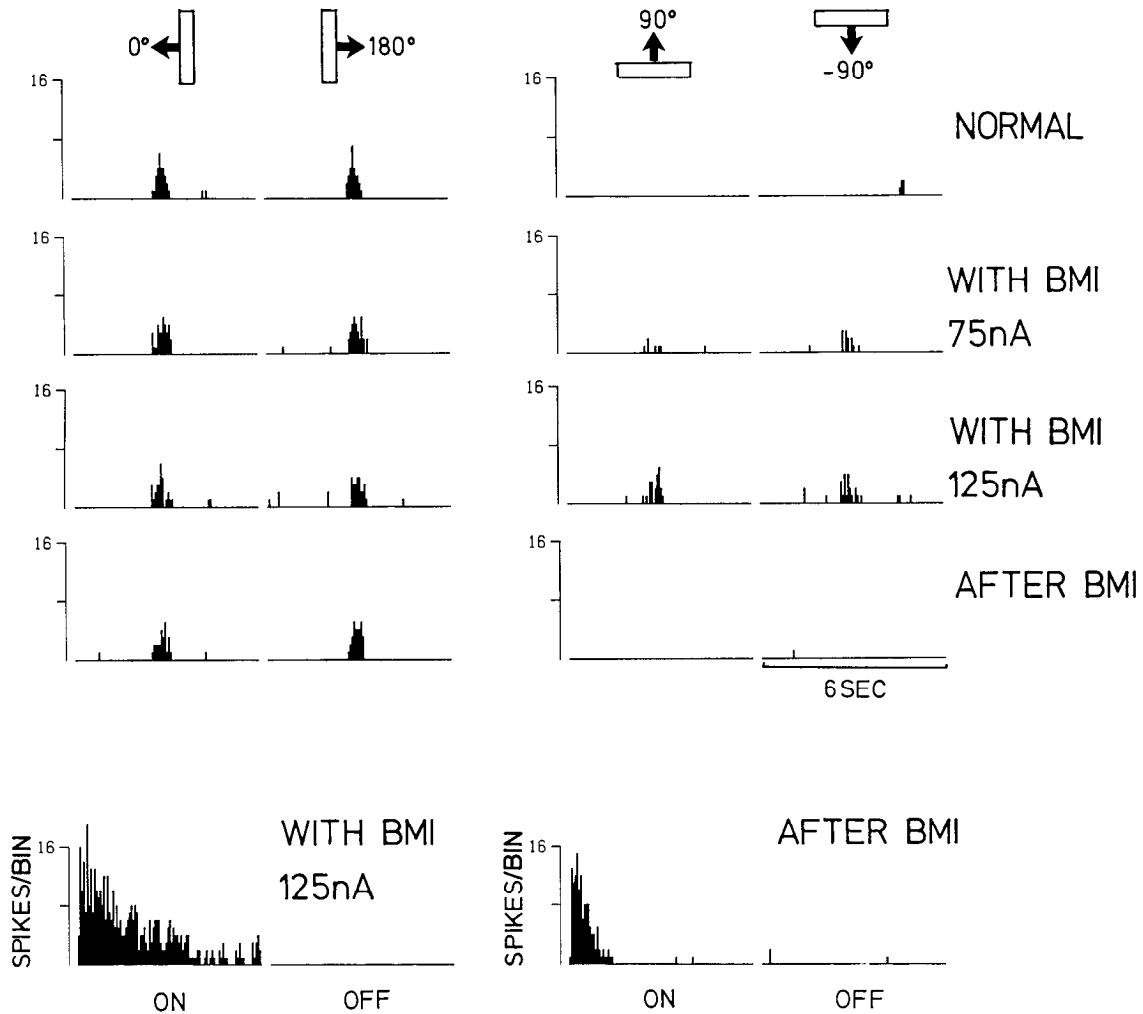 0° 180° 90° -90°
16 16 NORMAL
16 16 WITH BMI
75nA
16 16 WITH BMI
125nA
16 16 AFTER BMI
6 SEC
SPIKES/BIN 16 WITH BMI SPIKES/BIN 16 AFTER BMI
125nA
ON OFF ON OFF